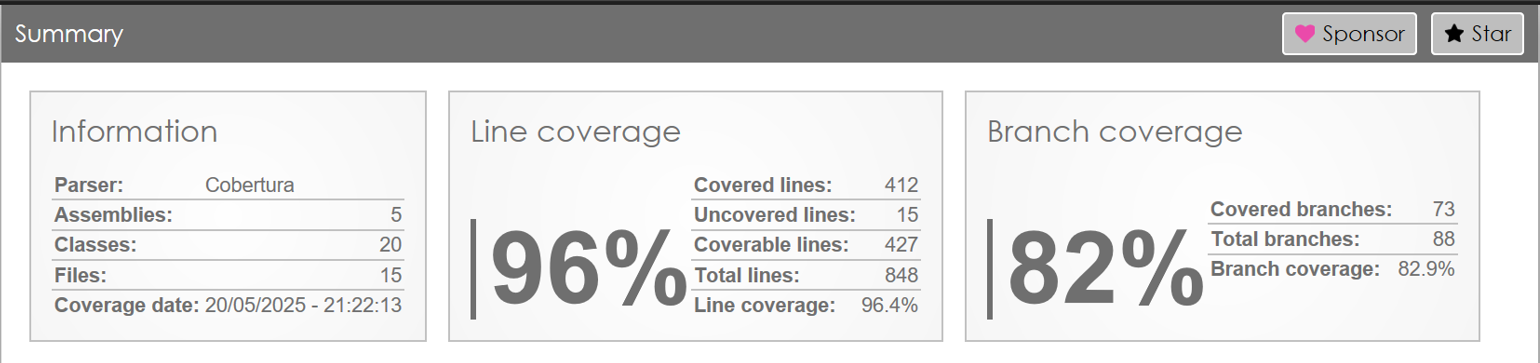 Summary
Sponsor
Star
Information
Parser: Cobertura
Assemblies: 5
Classes: 20
Files: 15
Coverage date: 20/05/2025 - 21:22:13
Line coverage
96%
Covered lines: 412
Uncovered lines: 15
Coverable lines: 427
Total lines: 848
Line coverage: 96.4%
Branch coverage
82%
Covered branches: 73
Total branches: 88
Branch coverage: 82.9%